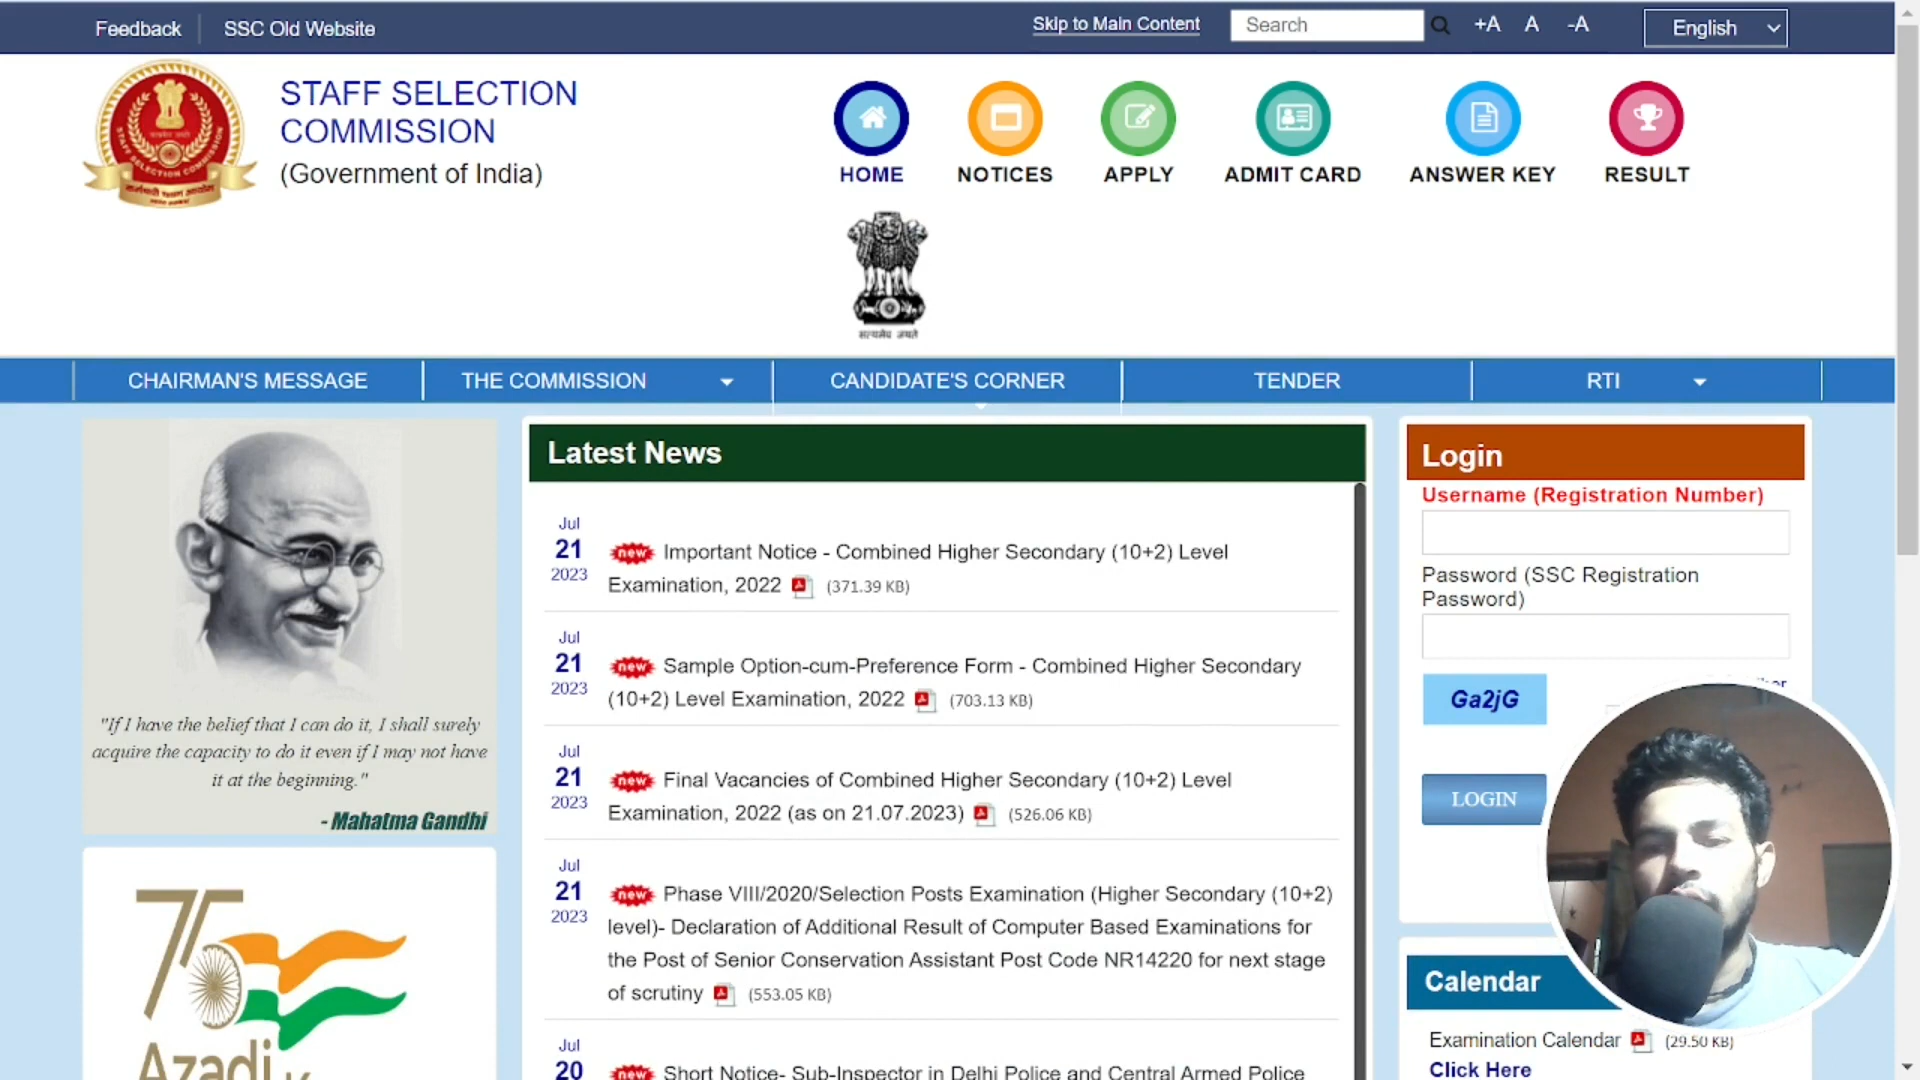 Feedback
SSC Old Website
Skip to Main Content
Search
+A A -A
English
STAFF SELECTION
COMMISSION
(Government of India)
HOME
NOTICES
APPLY
ADMIT CARD
ANSWER KEY
RESULT
सत्यमेव जयते
CHAIRMAN'S MESSAGE
THE COMMISSION
CANDIDATE'S CORNER
TENDER
RTI
"If I have the belief that I can do it, I shall surely
acquire the capacity to do it even if I may not have
it at the beginning."
- Mahatma Gandhi
75
Azadi
Latest News
Jul
21
2023
new Important Notice - Combined Higher Secondary (10+2) Level
Examination, 2022 (371.39 KB)
Jul
21
2023
new Sample Option-cum-Preference Form - Combined Higher Secondary
(10+2) Level Examination, 2022 (703.13 KB)
Jul
21
2023
new Final Vacancies of Combined Higher Secondary (10+2) Level
Examination, 2022 (as on 21.07.2023) (526.06 KB)
Jul
21
2023
new Phase VIII/2020/Selection Posts Examination (Higher Secondary (10+2)
level)- Declaration of Additional Result of Computer Based Examinations for
the Post of Senior Conservation Assistant Post Code NR14220 for next stage
of scrutiny (553.05 KB)
Jul
20
new Short Notice- Sub-Inspector in Delhi Police and Central Armed Police
Login
Username (Registration Number)
Password (SSC Registration
Password)
Ga2jG
LOGIN
Calendar
Examination Calendar (29.50 KB)
Click Here